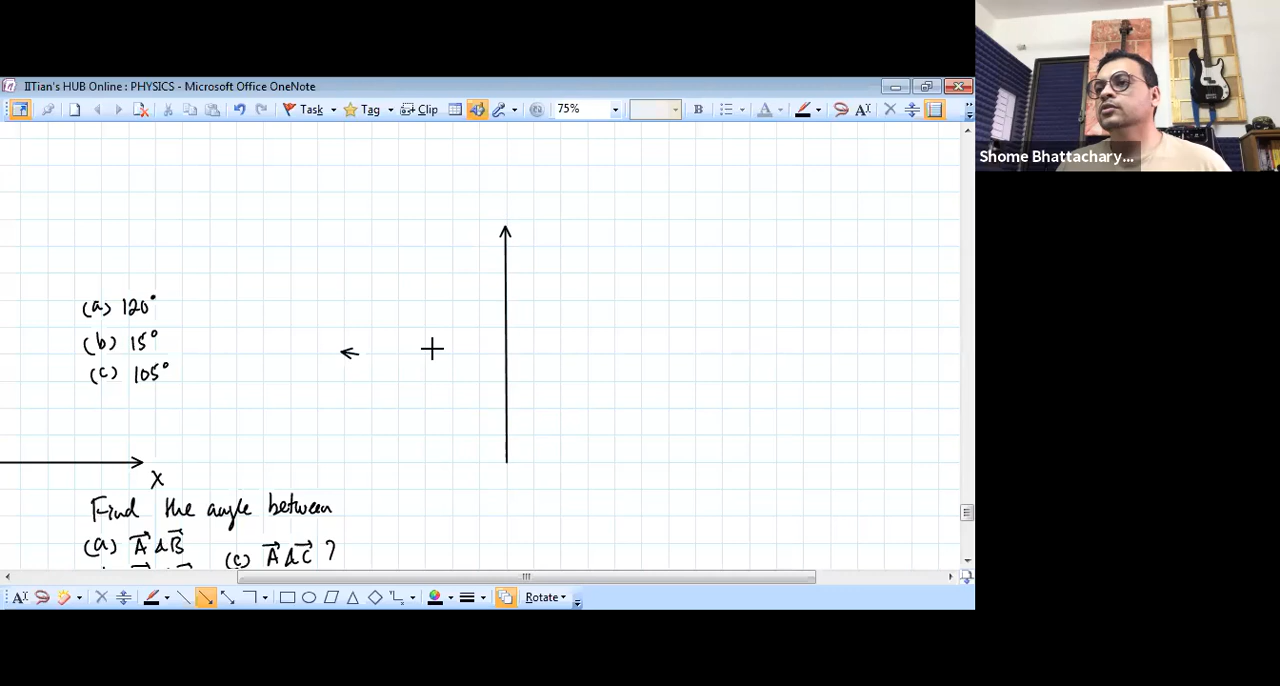 IITian's HUB Online : PHYSICS - Microsoft Office OneNote
Task Tag Clip 75% B A A
Shome Bhattachary...
(a) 120°
(b) 15°
(c) 105°
X
Find the angle between
(a) A⃗ & B⃗
(c) A⃗ & C⃗ ?
A Rotate